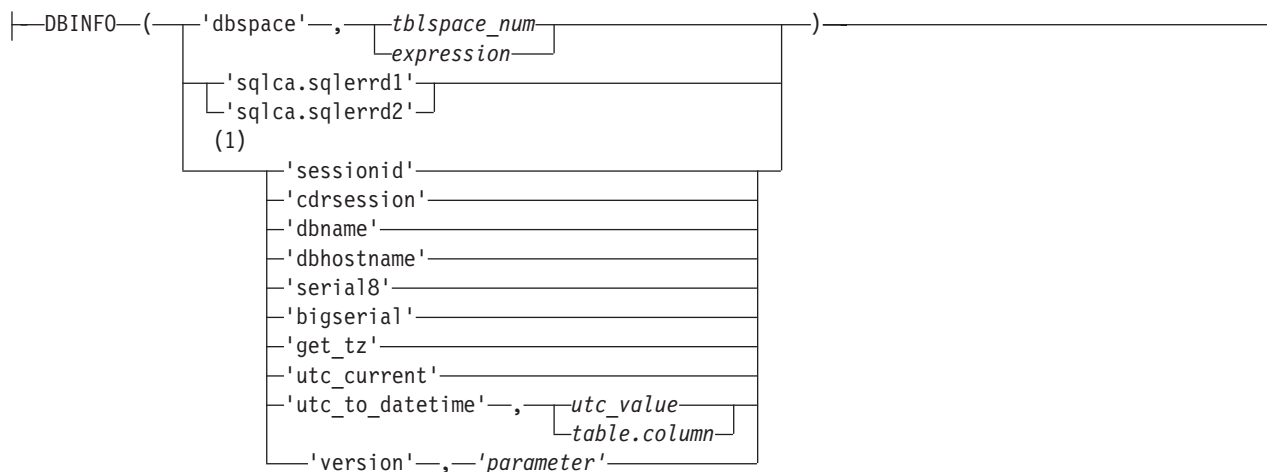 DBINFO ( 'dbspace' , tblspace_num )
expression
'sqlca.sqlerrd1'
'sqlca.sqlerrd2'
(1)
'sessionid'
'cdrsession'
'dbname'
'dbhostname'
'serial8'
'bigserial'
'get_tz'
'utc_current'
'utc_to_datetime' , utc_value
table.column
'version' , 'parameter'